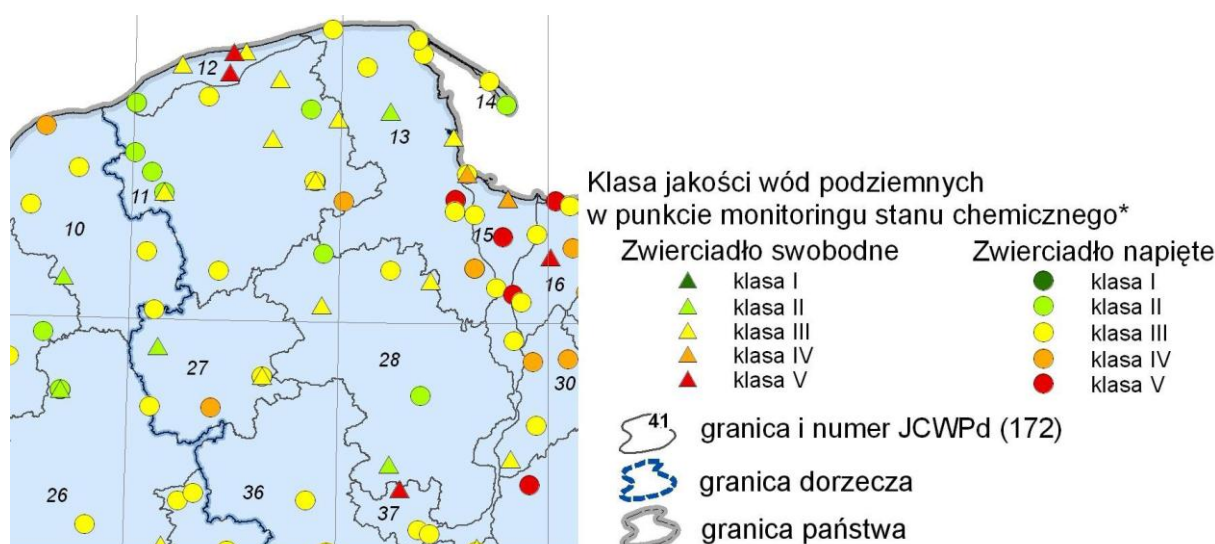 12
14
13
11
10
15
16
27
28
30
26
36
37
Klasa jakości wód podziemnych
w punkcie monitoringu stanu chemicznego*
Zwierciadło swobodne
klasa I
klasa II
klasa III
klasa IV
klasa V
Zwierciadło napięte
klasa I
klasa II
klasa III
klasa IV
klasa V
41
granica i numer JCWPd (172)
granica dorzecza
granica państwa